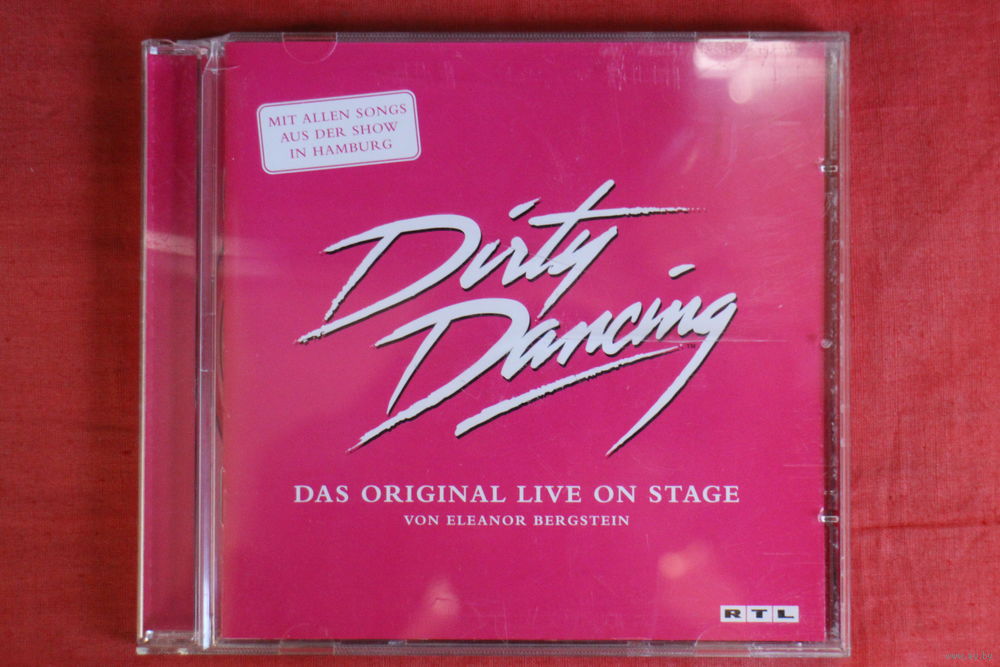 MIT ALLEN SONGS
AUS DER SHOW
IN HAMBURG
Dirty
Dancing
TM
DAS ORIGINAL LIVE ON STAGE
VON ELEANOR BERGSTEIN
RTL